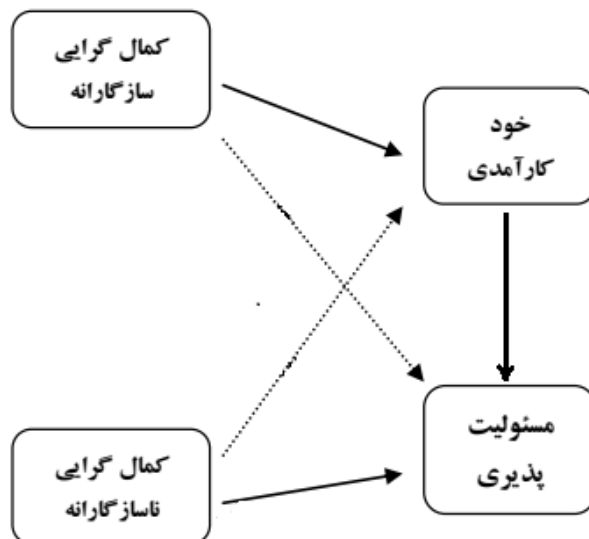 کمال گرایی
سازگارانه
خود
کارآمدی
مسئولیت
پذیری
کمال گرایی
ناسازگارانه